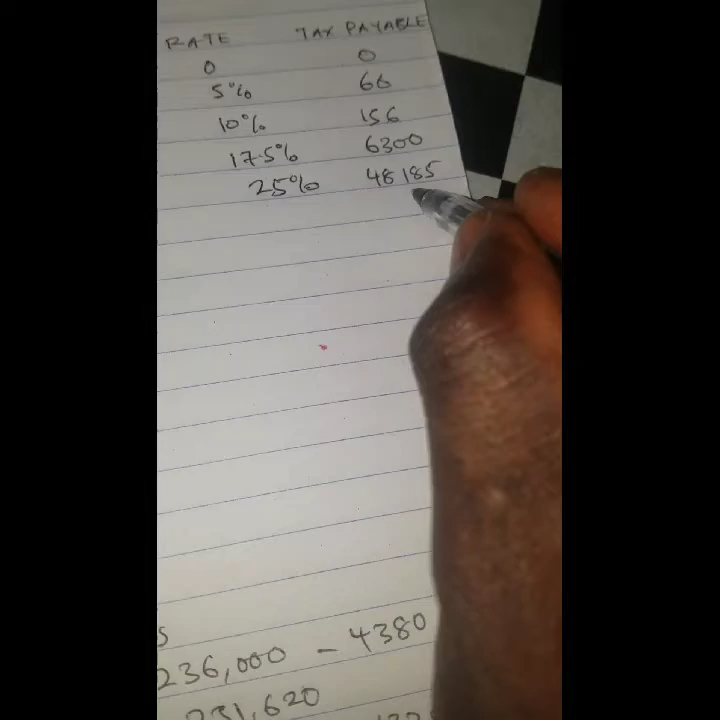 RATE TAX PAYABLE
0 0
5% 66
10% 156
17.5% 6300
25% 48185
S
236,000 - 4380
231,620